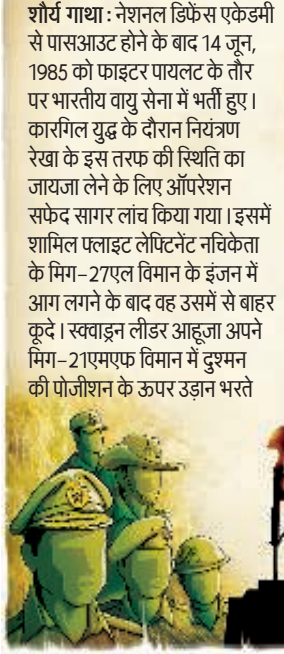 शौर्य गाथा : नेशनल डिफेंस एकेडमी
से पासआउट होने के बाद 14 जून,
1985 को फाइटर पायलट के तौर
पर भारतीय वायु सेना में भर्ती हुए।
कारगिल युद्ध के दौरान नियंत्रण
रेखा के इस तरफ की स्थिति का
जायजा लेने के लिए ऑपरेशन
सफेद सागर लांच किया गया। इसमें
शामिल फ्लाइट लेफ्टिनेंट नचिकेता
के मिग-27एल विमान के इंजन में
आग लगने के बाद वह उसमें से बाहर
कूदे। स्क्वाड्रन लीडर आहूजा अपने
मिग-21एमएफ विमान में दुश्मन
की पोजीशन के ऊपर उड़ान भरते